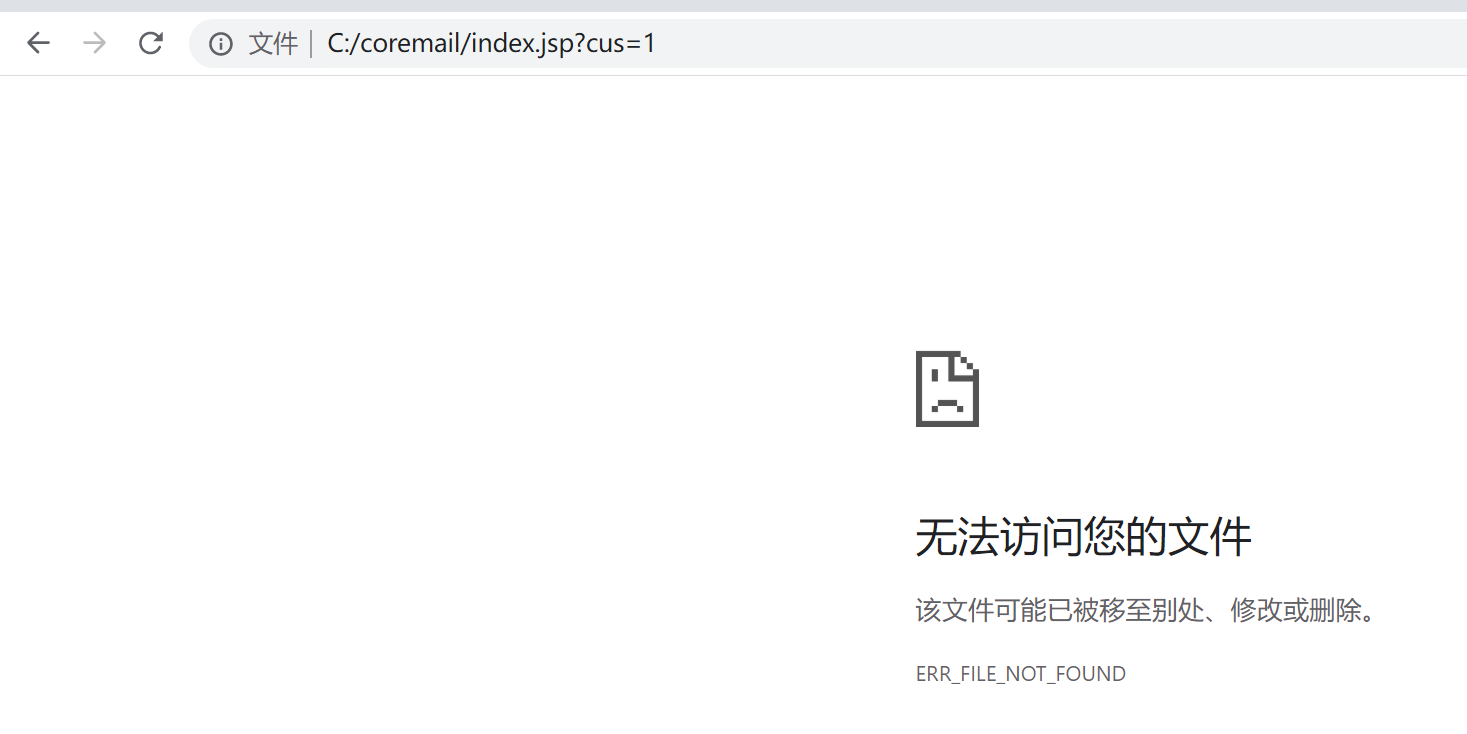 文件 | C:/coremail/index.jsp?cus=1
无法访问您的文件
该文件可能已被移至别处、修改或删除。
ERR_FILE_NOT_FOUND